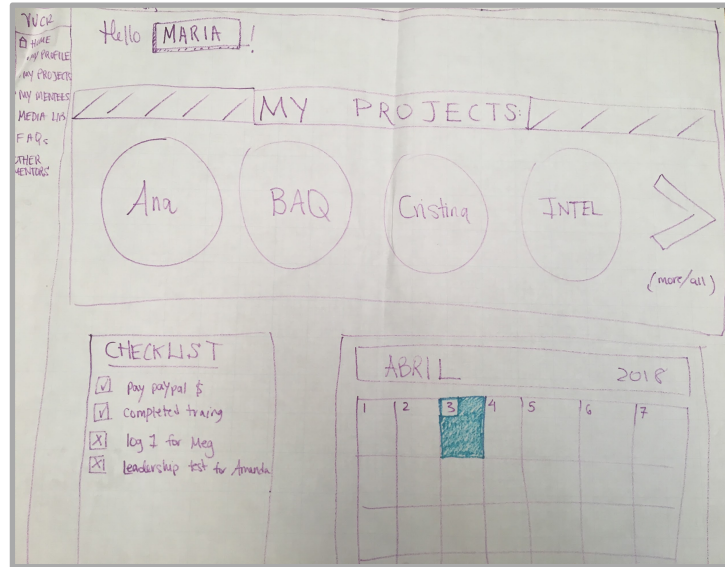 Hello MARIA!
HOME
MY PROFILE
MY PROJECTS
MY MENTEES
MEDIA LIB
FAQs
OTHER MENTORS
MY PROJECTS:
Ana
BAQ
Cristina
INTEL
(more/all)
CHECKLIST
pay paypal $
completed traing
log 1 for Meg
leadership test for Amanda
ABRIL 2018
1 2 3 4 5 6 7